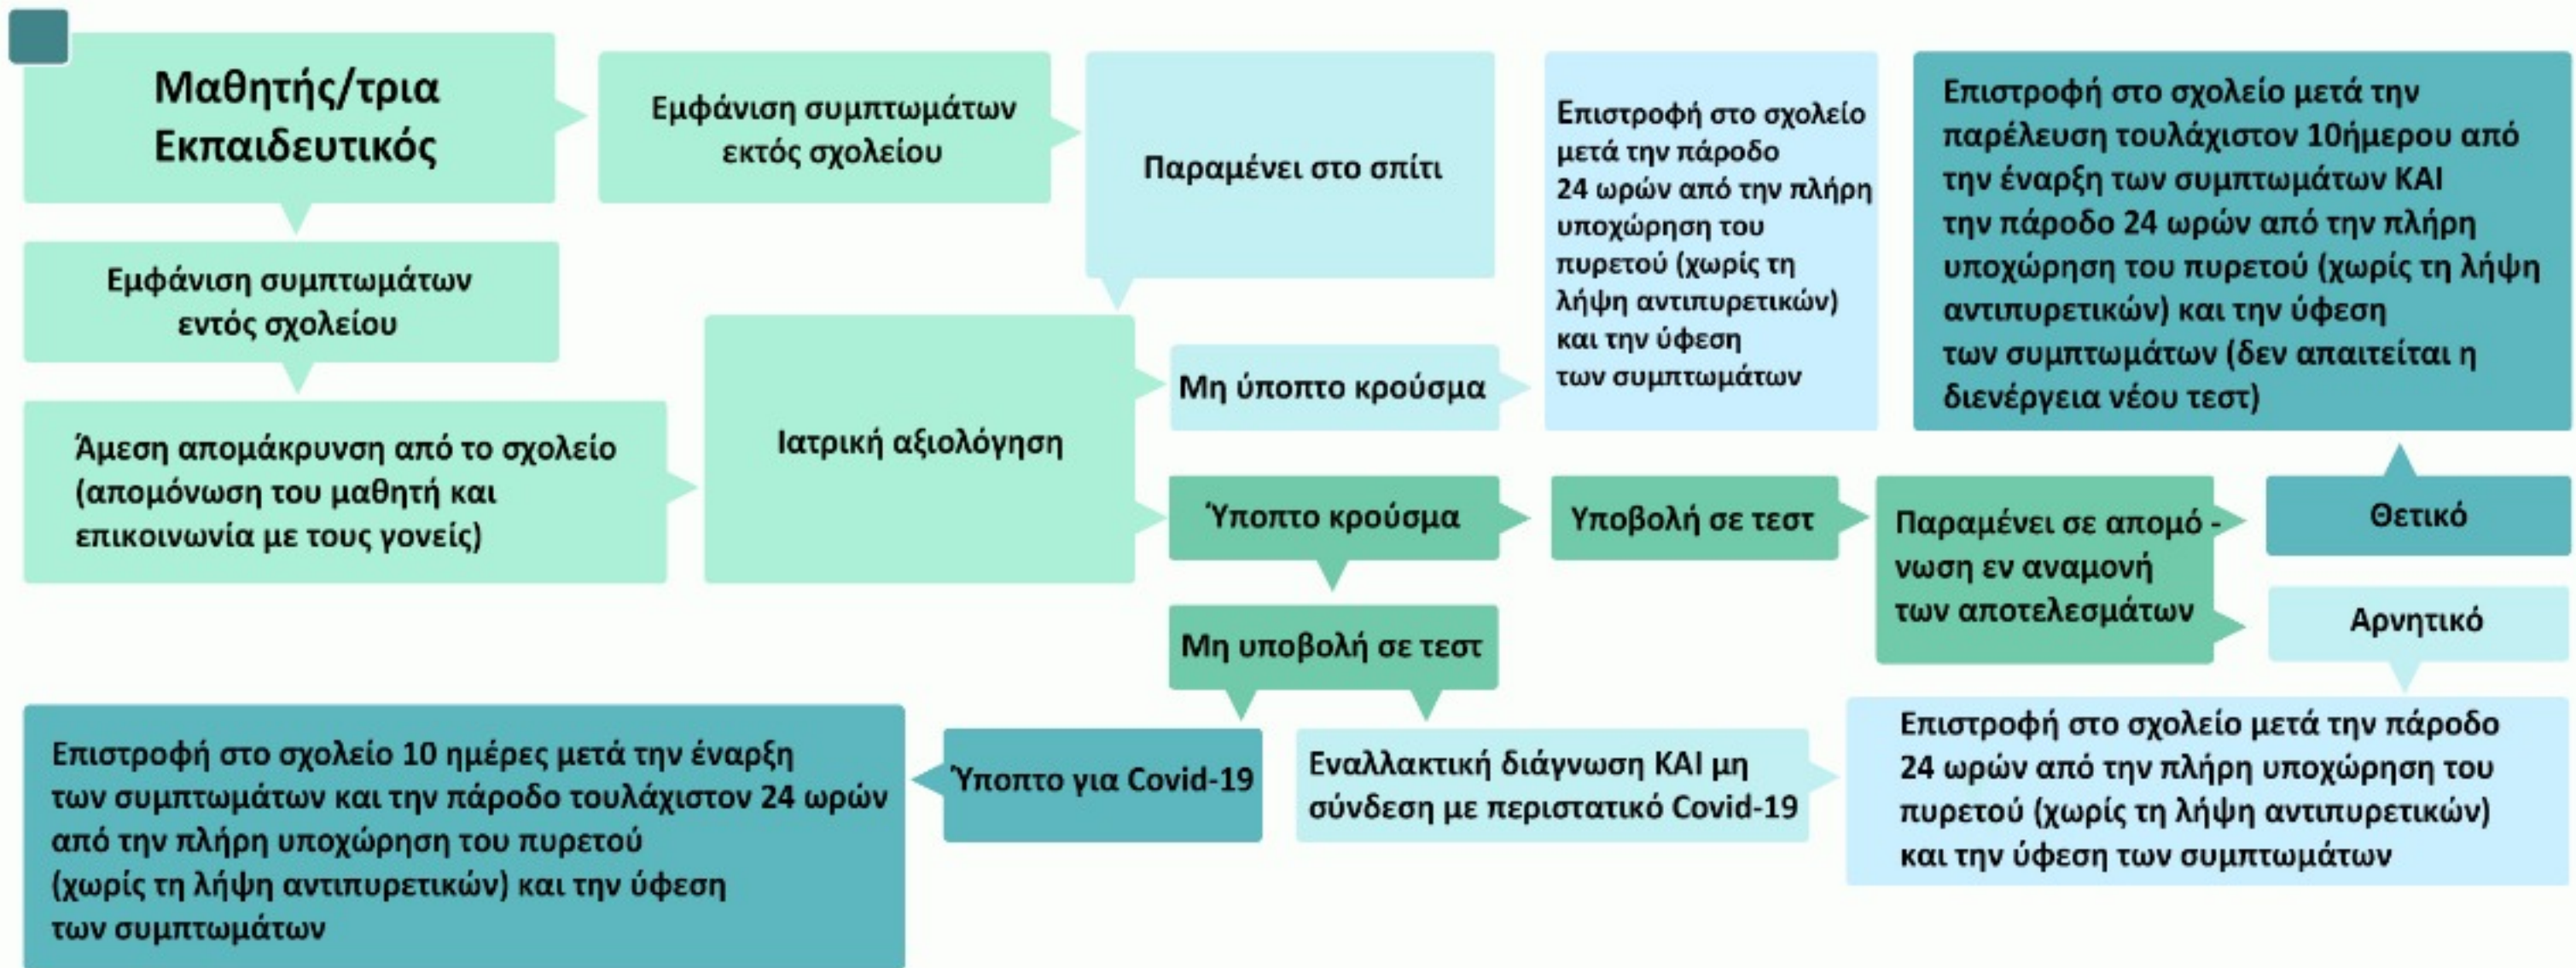 Μαθητής/τρια
Εκπαιδευτικός
Εμφάνιση συμπτωμάτων
εκτός σχολείου
Παραμένει στο σπίτι
Επιστροφή στο σχολείο
μετά την πάροδο
24 ωρών από την πλήρη
υποχώρηση του
πυρετού (χωρίς τη
λήψη αντιπυρετικών)
και την ύφεση
των συμπτωμάτων
Επιστροφή στο σχολείο μετά την
παρέλευση τουλάχιστον 10ήμερου από
την έναρξη των συμπτωμάτων ΚΑΙ
την πάροδο 24 ωρών από την πλήρη
υποχώρηση του πυρετού (χωρίς τη λήψη
αντιπυρετικών) και την ύφεση
των συμπτωμάτων (δεν απαιτείται η
διενέργεια νέου τεστ)
Εμφάνιση συμπτωμάτων
εντός σχολείου
Άμεση απομάκρυνση από το σχολείο
(απομόνωση του μαθητή και
επικοινωνία με τους γονείς)
Ιατρική αξιολόγηση
Μη ύποπτο κρούσμα
Ύποπτο κρούσμα
Υποβολή σε τεστ
Παραμένει σε απομό -
νωση εν αναμονή
των αποτελεσμάτων
Θετικό
Αρνητικό
Μη υποβολή σε τεστ
Επιστροφή στο σχολείο 10 ημέρες μετά την έναρξη
των συμπτωμάτων και την πάροδο τουλάχιστον 24 ωρών
από την πλήρη υποχώρηση του πυρετού
(χωρίς τη λήψη αντιπυρετικών) και την ύφεση
των συμπτωμάτων
Ύποπτο για Covid-19
Εναλλακτική διάγνωση ΚΑΙ μη
σύνδεση με περιστατικό Covid-19
Επιστροφή στο σχολείο μετά την πάροδο
24 ωρών από την πλήρη υποχώρηση του
πυρετού (χωρίς τη λήψη αντιπυρετικών)
και την ύφεση των συμπτωμάτων